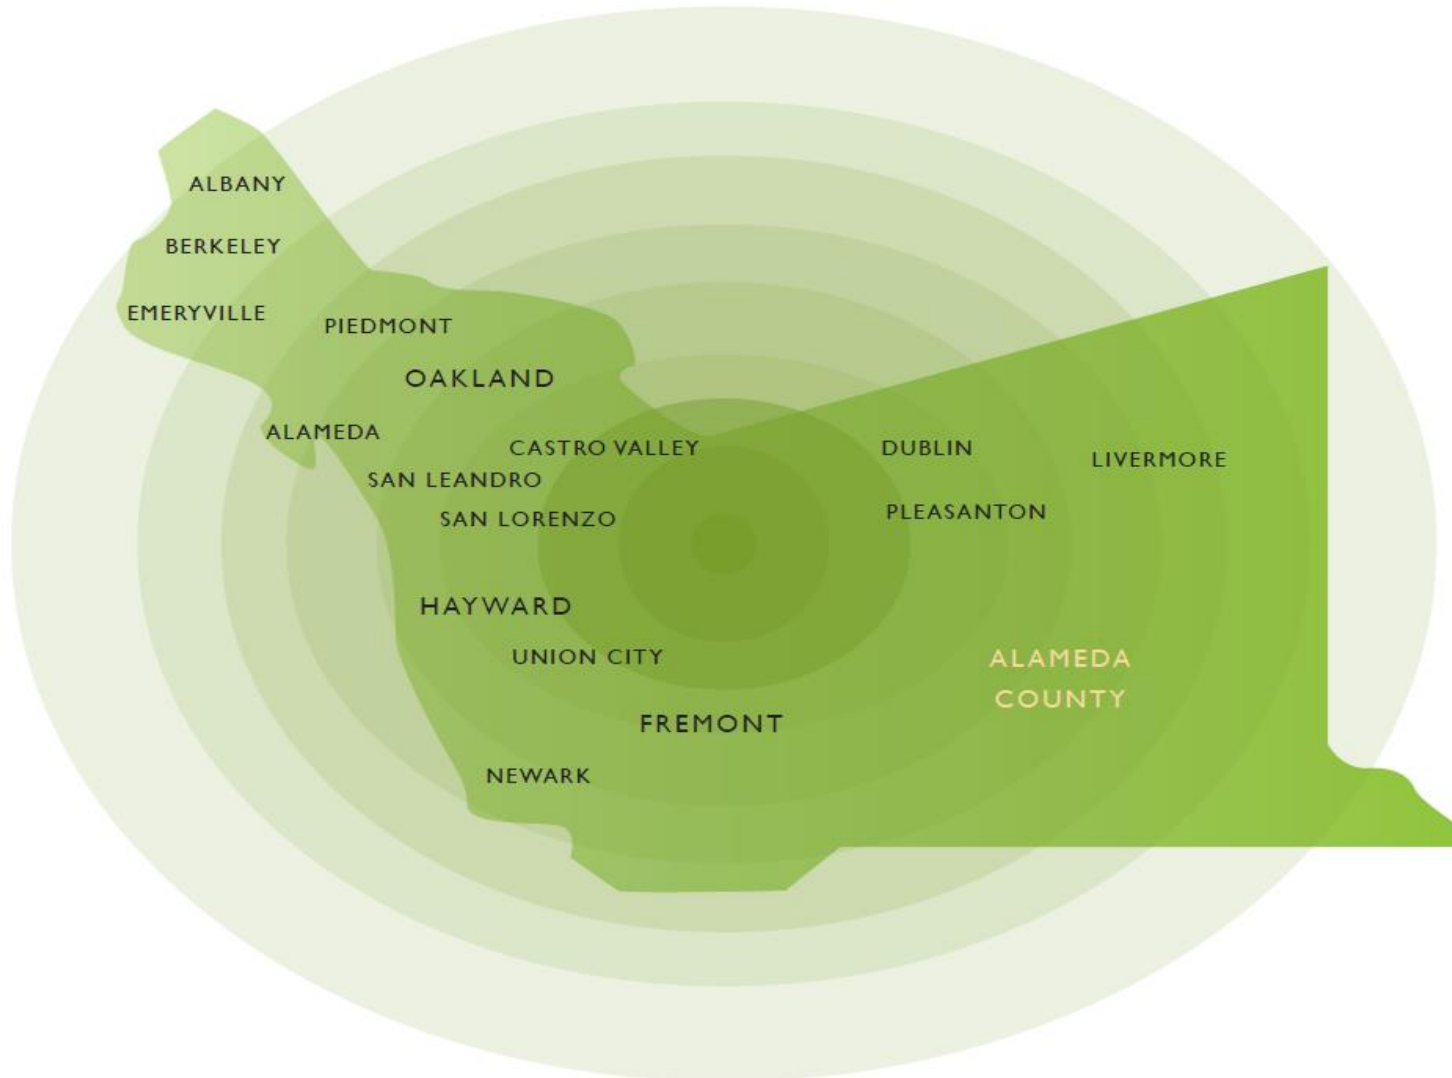 ALBANY
BERKELEY
EMERYVILLE
PIEDMONT
OAKLAND
ALAMEDA
CASTRO VALLEY
DUBLIN
LIVERMORE
SAN LEANDRO
PLEASANTON
SAN LORENZO
HAYWARD
UNION CITY
ALAMEDA
COUNTY
FREMONT
NEWARK